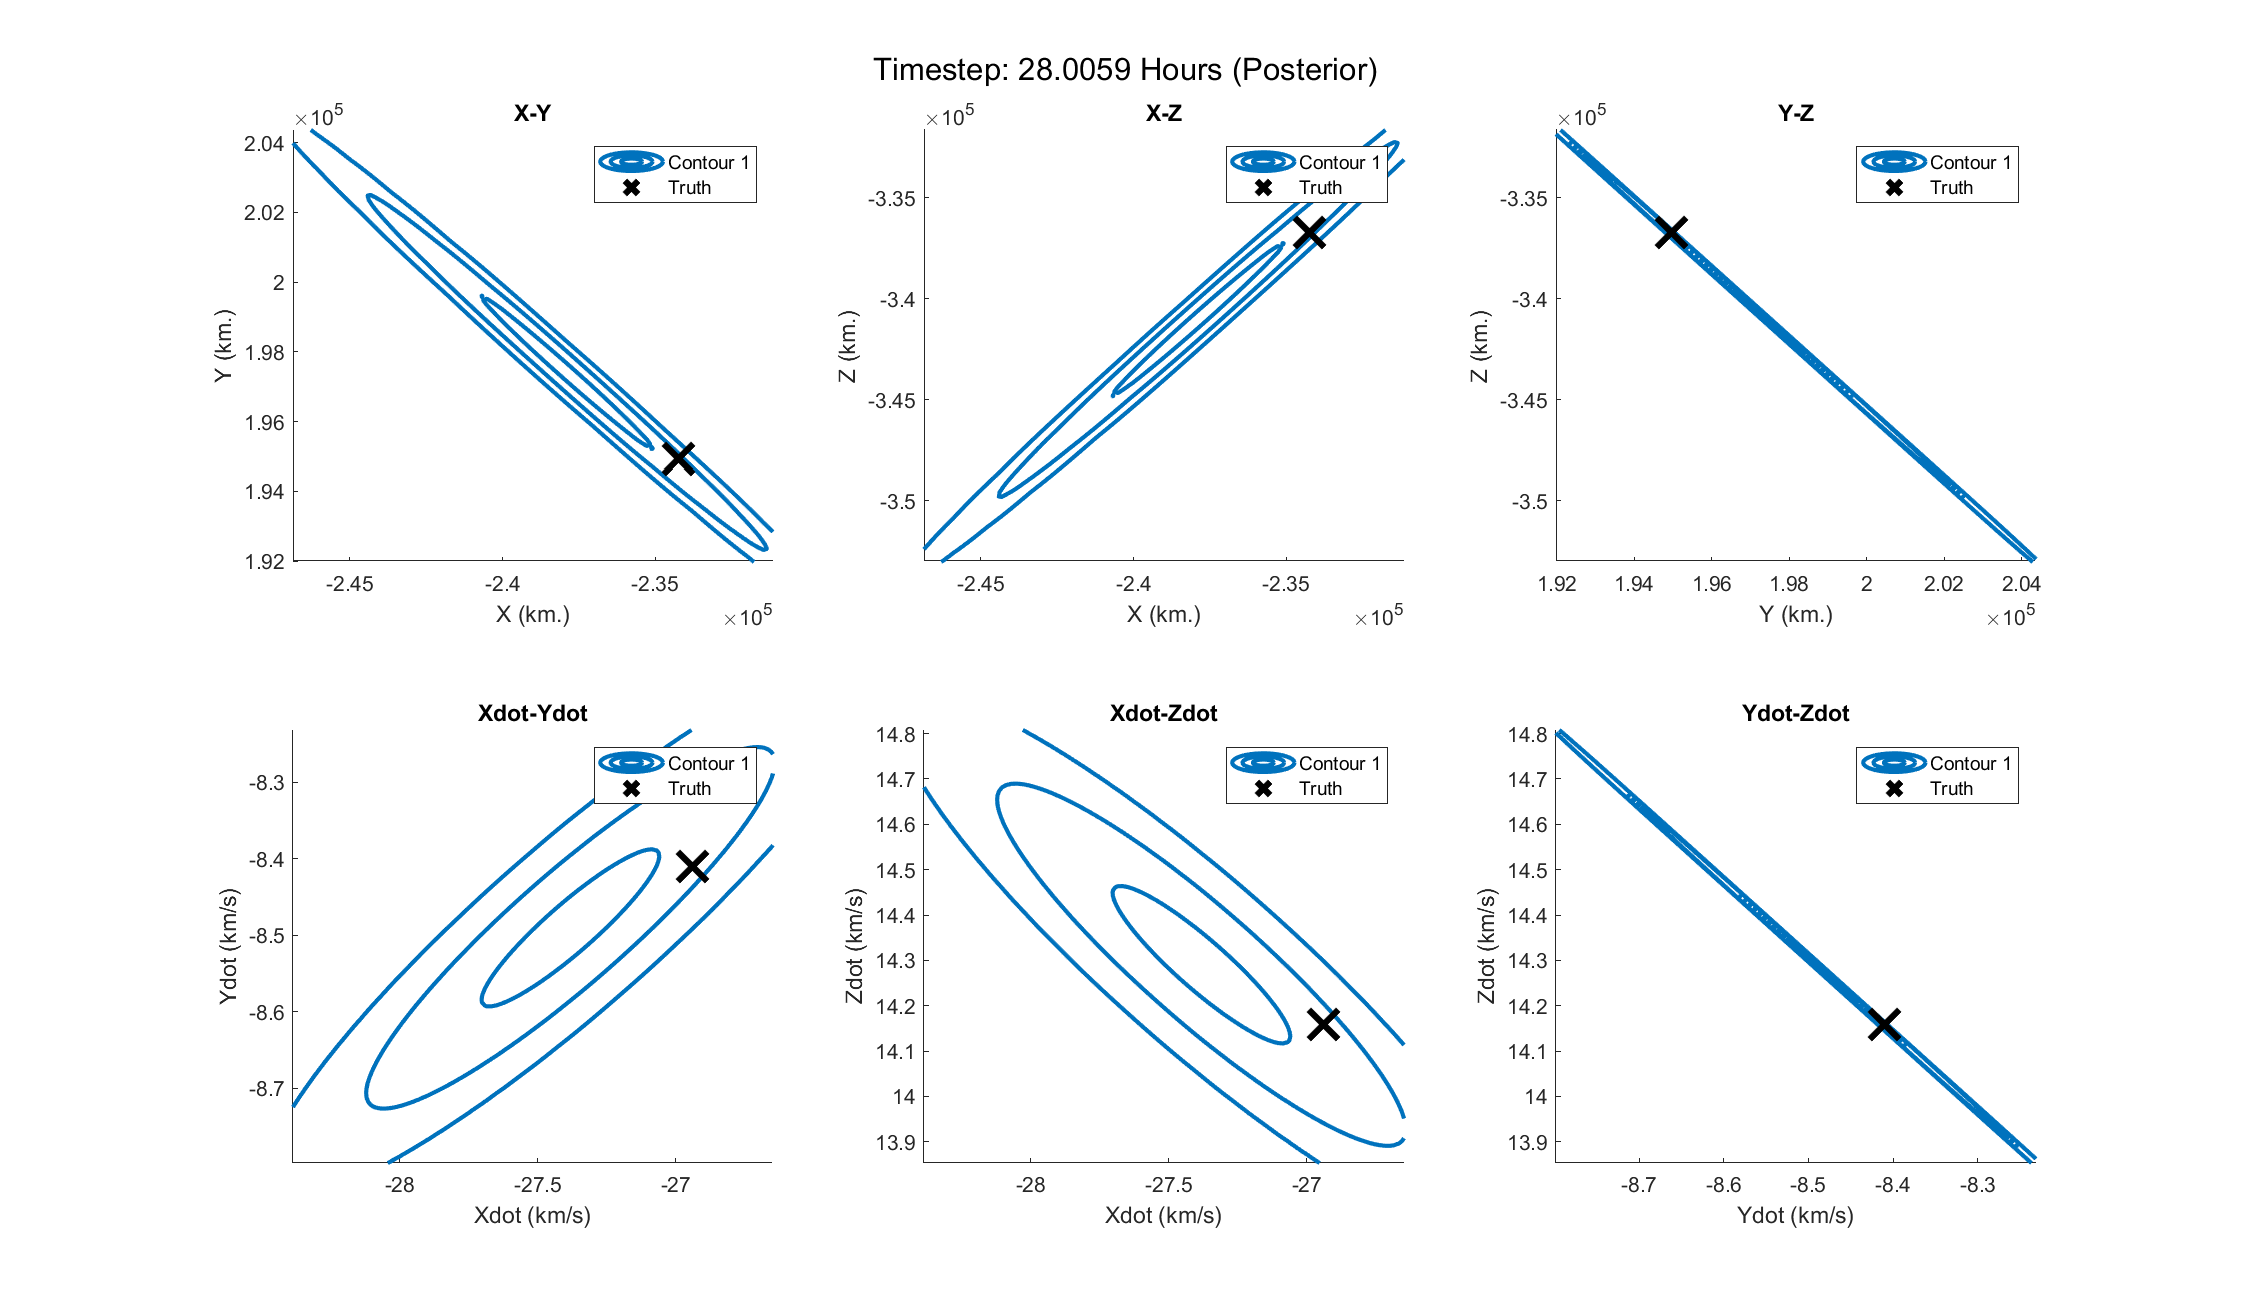 Timestep: 28.0059 Hours (Posterior)
X-Y
×10^5
2.04
2.02
2
1.98
1.96
1.94
1.92
Y (km.)
-2.45 -2.4 -2.35
X (km.)
×10^5
Contour 1
Truth
X-Z
×10^5
-3.35
-3.4
-3.45
-3.5
Z (km.)
-2.45 -2.4 -2.35
X (km.)
×10^5
Contour 1
Truth
Y-Z
×10^5
-3.35
-3.4
-3.45
-3.5
Z (km.)
1.92 1.94 1.96 1.98 2 2.02 2.04
Y (km.)
×10^5
Contour 1
Truth
Xdot-Ydot
-8.3
-8.4
-8.5
-8.6
-8.7
Ydot (km/s)
-28 -27.5 -27
Xdot (km/s)
Contour 1
Truth
Xdot-Zdot
14.8
14.7
14.6
14.5
14.4
14.3
14.2
14.1
14
13.9
Zdot (km/s)
-28 -27.5 -27
Xdot (km/s)
Contour 1
Truth
Ydot-Zdot
14.8
14.7
14.6
14.5
14.4
14.3
14.2
14.1
14
13.9
Zdot (km/s)
-8.7 -8.6 -8.5 -8.4 -8.3
Ydot (km/s)
Contour 1
Truth